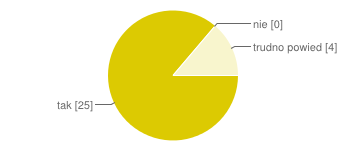 nie [0]
trudno powied [4]
tak [25]